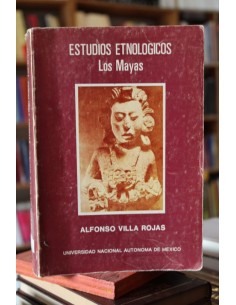 ESTUDIOS ETNOLOGICOS
Los Mayas
ALFONSO VILLA ROJAS
UNIVERSIDAD NACIONAL AUTONOMA DE MEXICO